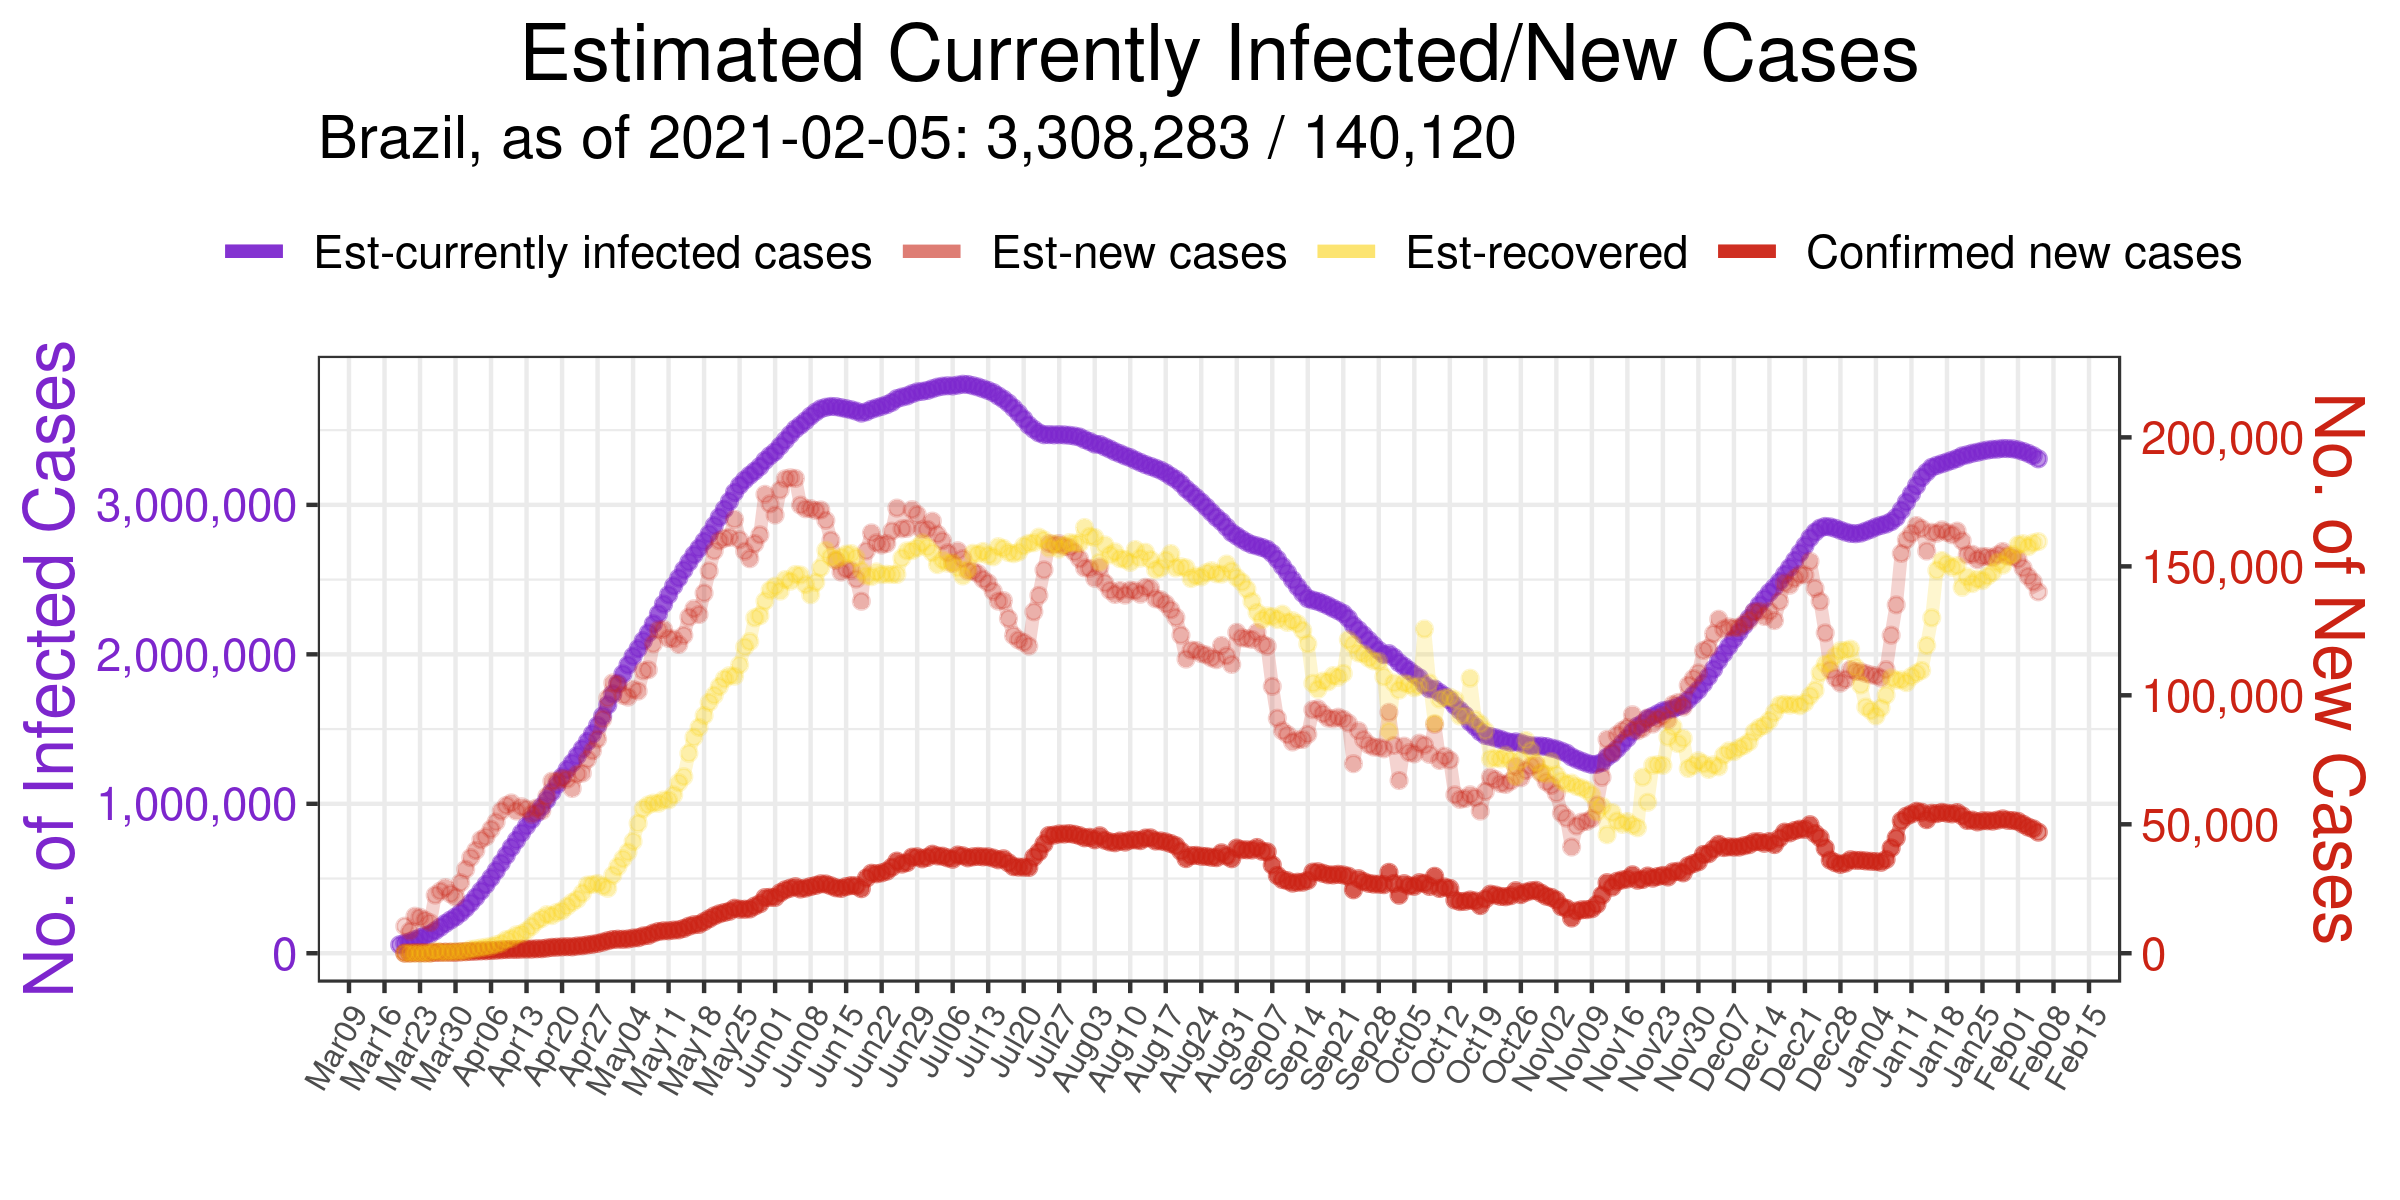 Estimated Currently Infected/New Cases
Brazil, as of 2021-02-05: 3,308,283 / 140,120
Est-currently infected cases Est-new cases Est-recovered Confirmed new cases
No. of Infected Cases
3,000,000
2,000,000
1,000,000
0
200,000
150,000
100,000
50,000
0
No. of New Cases
Mar09 Mar16 Mar23 Mar30 Apr06 Apr13 Apr20 Apr27 May04 May11 May18 May25 Jun01 Jun08 Jun15 Jun22 Jun29 Jul06 Jul13 Jul20 Jul27 Aug03 Aug10 Aug17 Aug24 Aug31 Sep07 Sep14 Sep21 Sep28 Oct05 Oct12 Oct19 Oct26 Nov02 Nov09 Nov16 Nov23 Nov30 Dec07 Dec14 Dec21 Dec28 Jan04 Jan11 Jan18 Jan25 Feb01 Feb08 Feb15